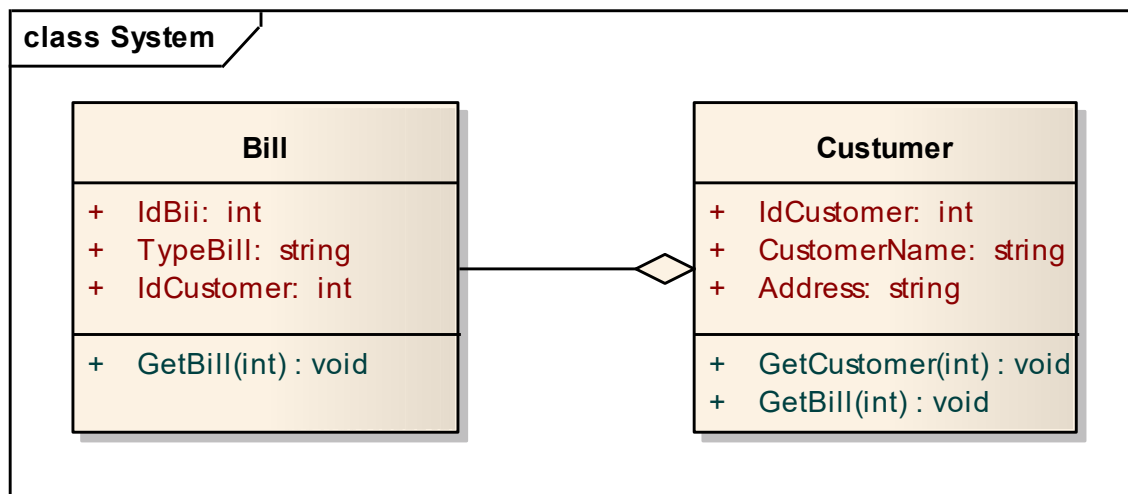 class System
Bill
+ IdBii: int
+ TypeBill: string
+ IdCustomer: int
+ GetBill(int) : void
Custumer
+ IdCustomer: int
+ CustomerName: string
+ Address: string
+ GetCustomer(int) : void
+ GetBill(int) : void